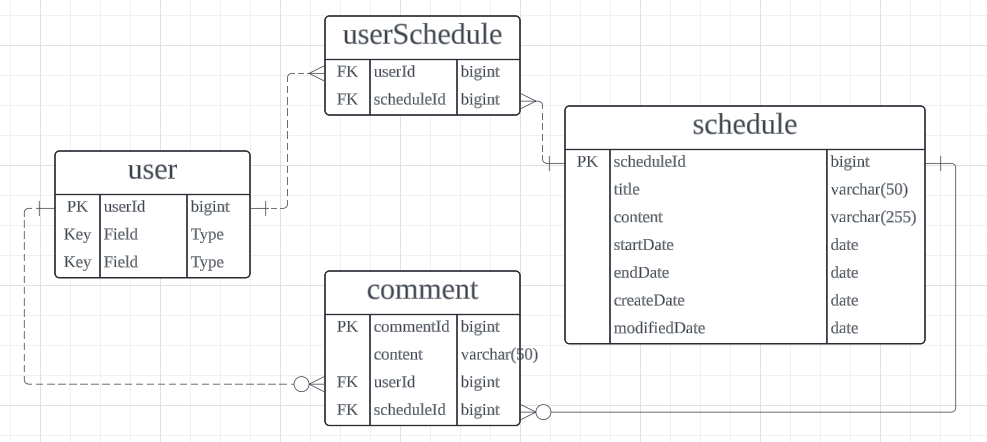 userSchedule
FK userId bigint
FK scheduleId bigint
schedule
PK scheduleId bigint
title varchar(50)
content varchar(255)
startDate date
endDate date
createDate date
modifiedDate date
user
PK userId bigint
Key Field Type
Key Field Type
comment
PK commentId bigint
content varchar(50)
FK userId bigint
FK scheduleId bigint